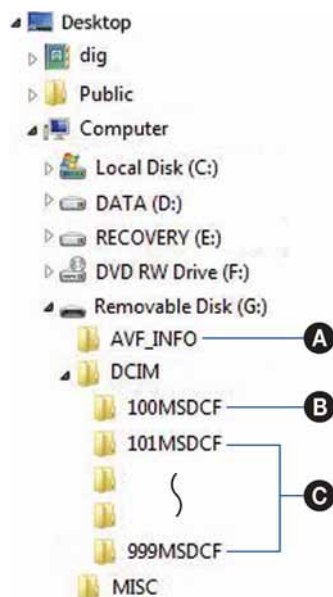 Desktop
dig
Public
Computer
Local Disk (C:)
DATA (D:)
RECOVERY (E:)
DVD RW Drive (F:)
Removable Disk (G:)
AVF_INFO A
DCIM
100MSDCF B
101MSDCF
C
999MSDCF
MISC